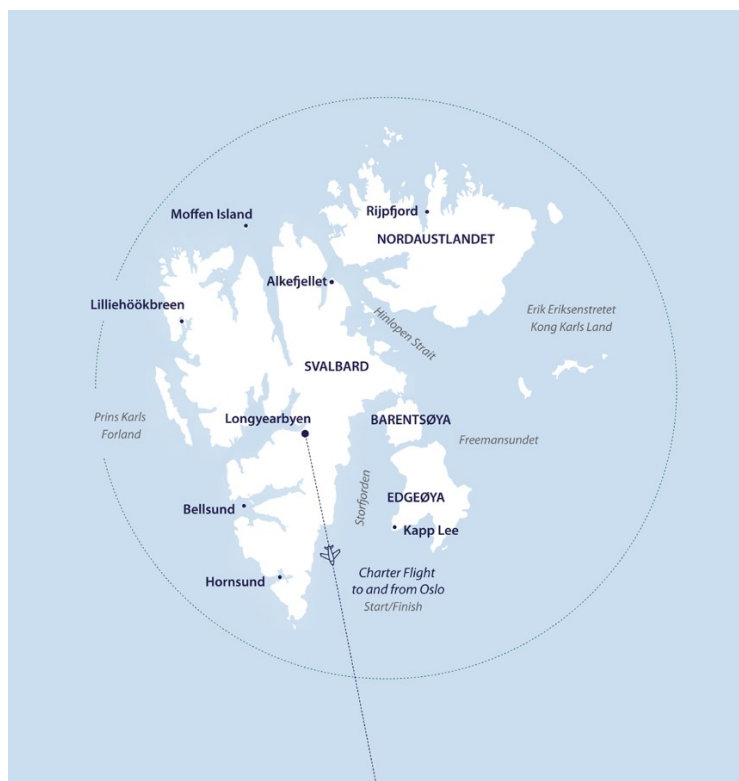 Moffen Island
Rijpfjord
NORDAUSTLANDET
Alkefjellet
Lilliehöökbreen
Hinlopen Strait
Erik Eriksenstretet
Kong Karls Land
SVALBARD
Prins Karls
Forland
Longyearbyen
BARENTSØYA
Freemansundet
Storfjorden
EDGEØYA
Bellsund
Kapp Lee
Hornsund
Charter Flight
to and from Oslo
Start/Finish